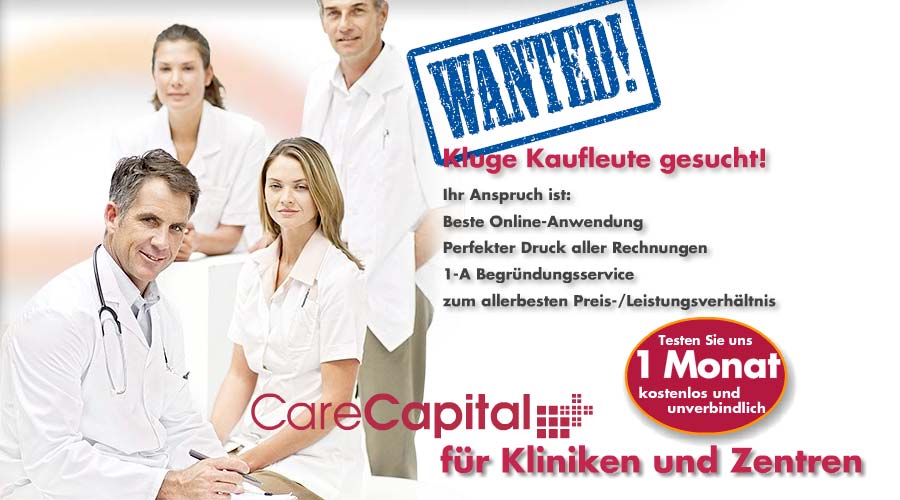 WANTED!
Kluge Kaufleute gesucht!
Ihr Anspruch ist:
Beste Online-Anwendung
Perfekter Druck aller Rechnungen
1-A Begründungsservice
zum allerbesten Preis-/Leistungsverhältnis
Testen Sie uns
1 Monat
kostenlos und
unverbindlich
CareCapital
für Kliniken und Zentren